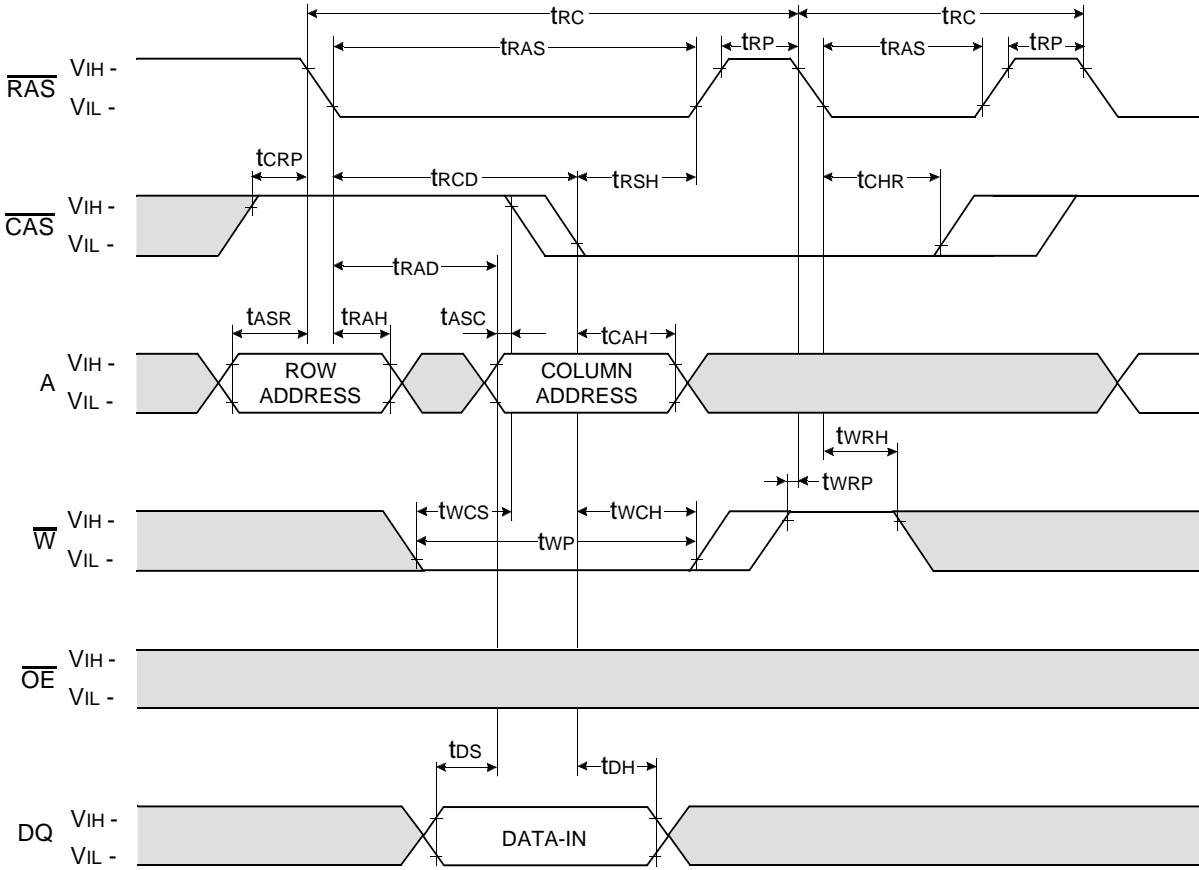 tRC tRC
tRAS tRP tRAS tRP
RAS VIH -
VIL -
tCRP tRCD tRSH tCHR
CAS VIH -
VIL -
tRAD
tASR tRAH tASC tCAH
A VIH -
VIL -
ROW
ADDRESS
COLUMN
ADDRESS
tWRH
tWRP
tWCS tWCH
W VIH -
VIL -
tWP
OE VIH -
VIL -
tDS tDH
DQ VIH -
VIL -
DATA-IN